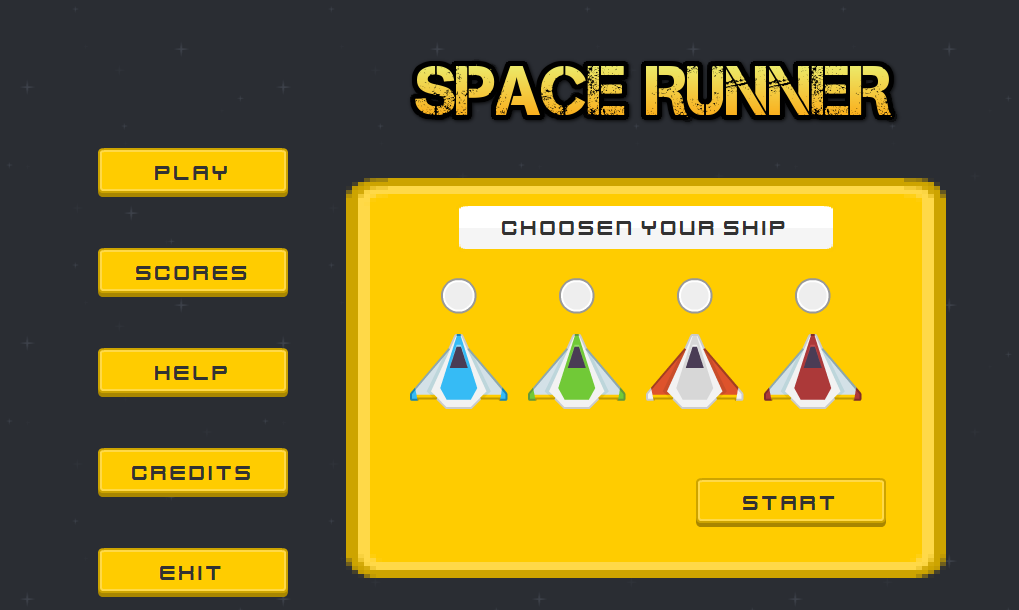 SPACE RUNNER
PLAY
SCORES
HELP
CREDITS
EXIT
CHOOSEN YOUR SHIP
START